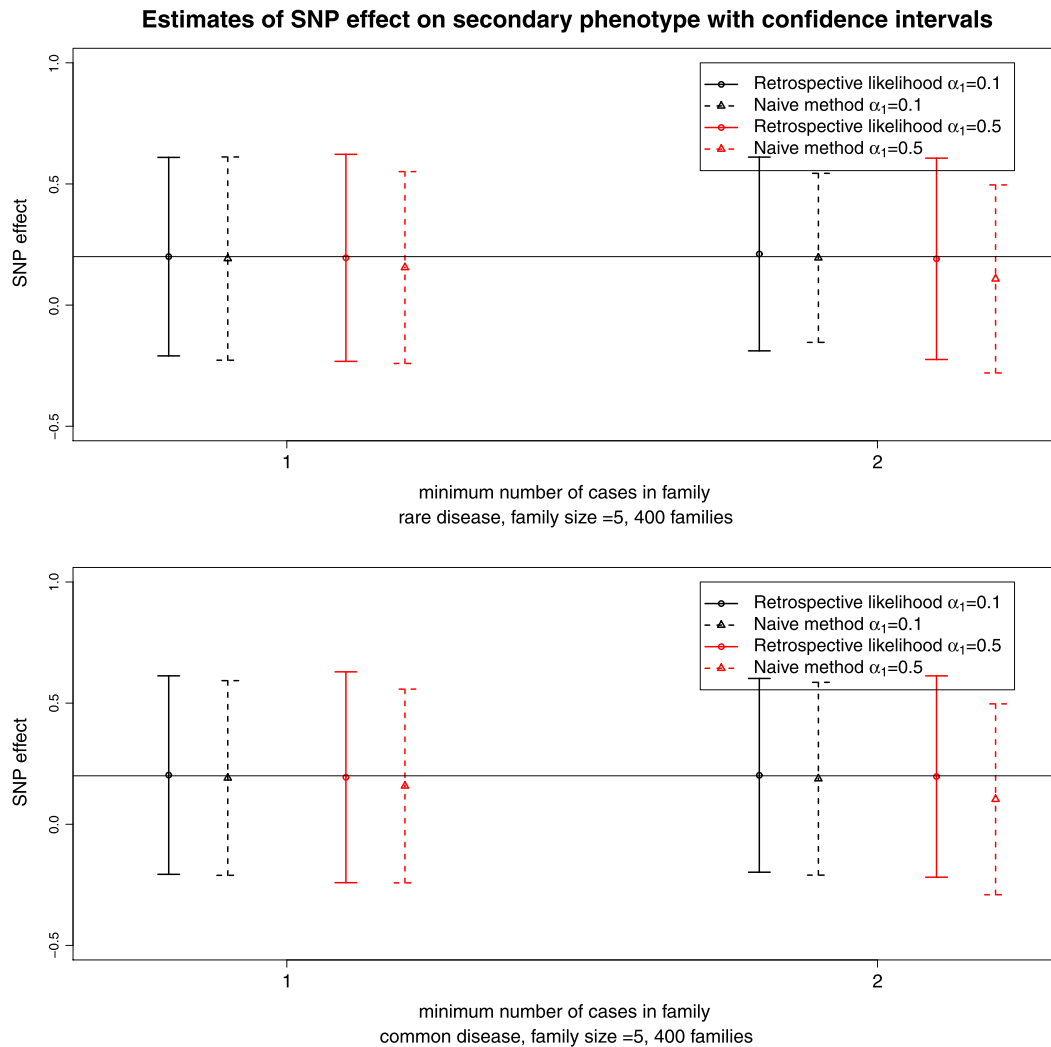 Estimates of SNP effect on secondary phenotype with confidence intervals
1.0
0.5
0.0
−0.5
SNP effect
Retrospective likelihood α₁=0.1
Naive method α₁=0.1
Retrospective likelihood α₁=0.5
Naive method α₁=0.5
1
2
minimum number of cases in family
rare disease, family size =5, 400 families
1.0
0.5
0.0
−0.5
SNP effect
Retrospective likelihood α₁=0.1
Naive method α₁=0.1
Retrospective likelihood α₁=0.5
Naive method α₁=0.5
1
2
minimum number of cases in family
common disease, family size =5, 400 families